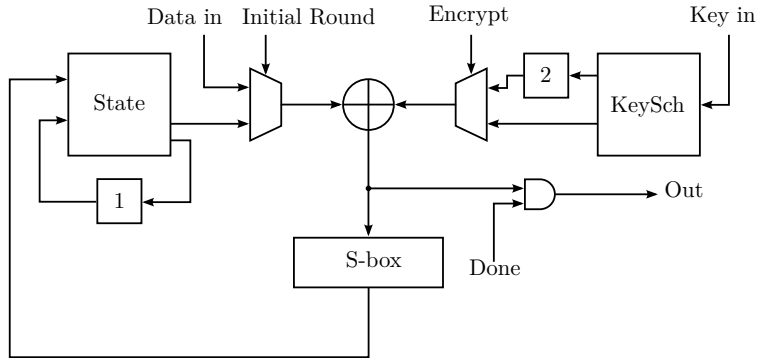 Data in
Initial Round
Encrypt
Key in
State
2
KeySch
1
Out
S-box
Done